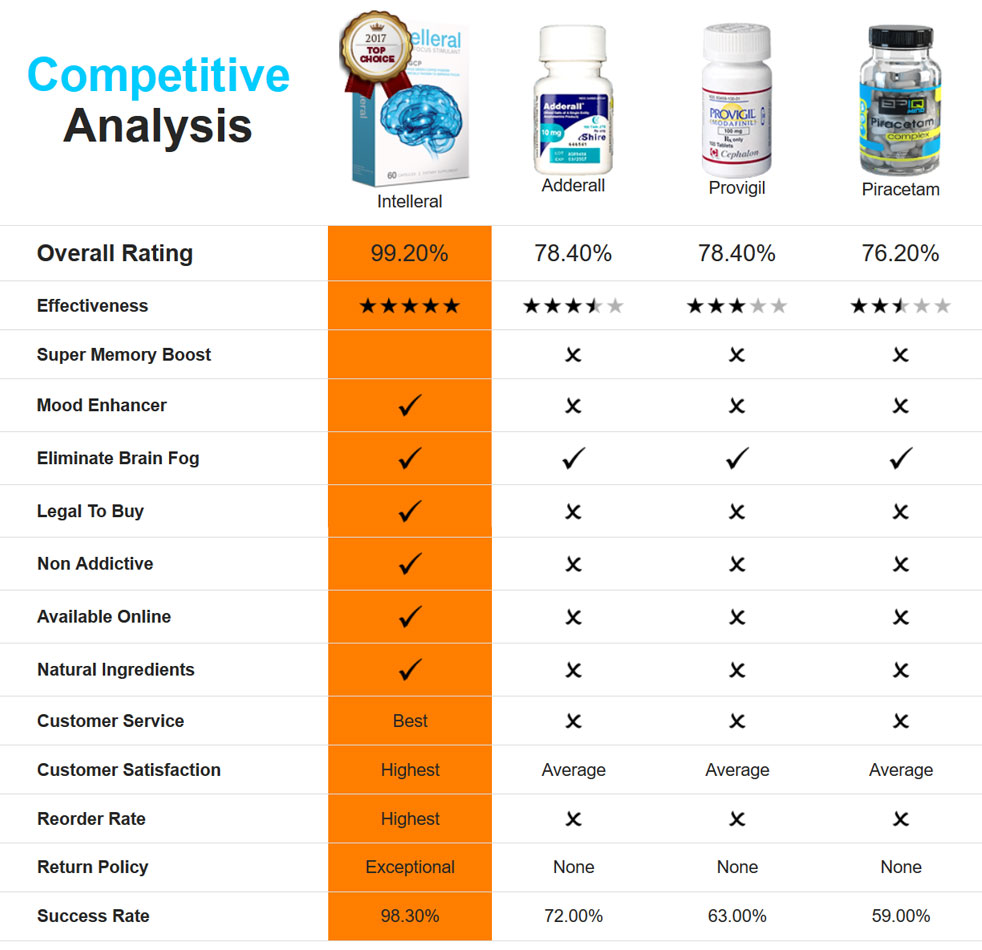 Competitive
Analysis
2017
TOP
CHOICE
60
Intelleral
Adderall
10 mg
Shire
Adderall
PROVIGIL
(MODAFINIL)
100 mg
Rx only
Cephalon
Provigil
Piracetam
complex
Piracetam
Overall Rating 99.20% 78.40% 78.40% 76.20%
Effectiveness ★★★★★
Super Memory Boost ✗ ✗ ✗
Mood Enhancer ✓ ✗ ✗ ✗
Eliminate Brain Fog ✓ ✓ ✓ ✓
Legal To Buy ✓ ✗ ✗ ✗
Non Addictive ✓ ✗ ✗ ✗
Available Online ✓ ✗ ✗ ✗
Natural Ingredients ✓ ✗ ✗ ✗
Customer Service Best ✗ ✗ ✗
Customer Satisfaction Highest Average Average Average
Reorder Rate Highest ✗ ✗ ✗
Return Policy Exceptional None None None
Success Rate 98.30% 72.00% 63.00% 59.00%